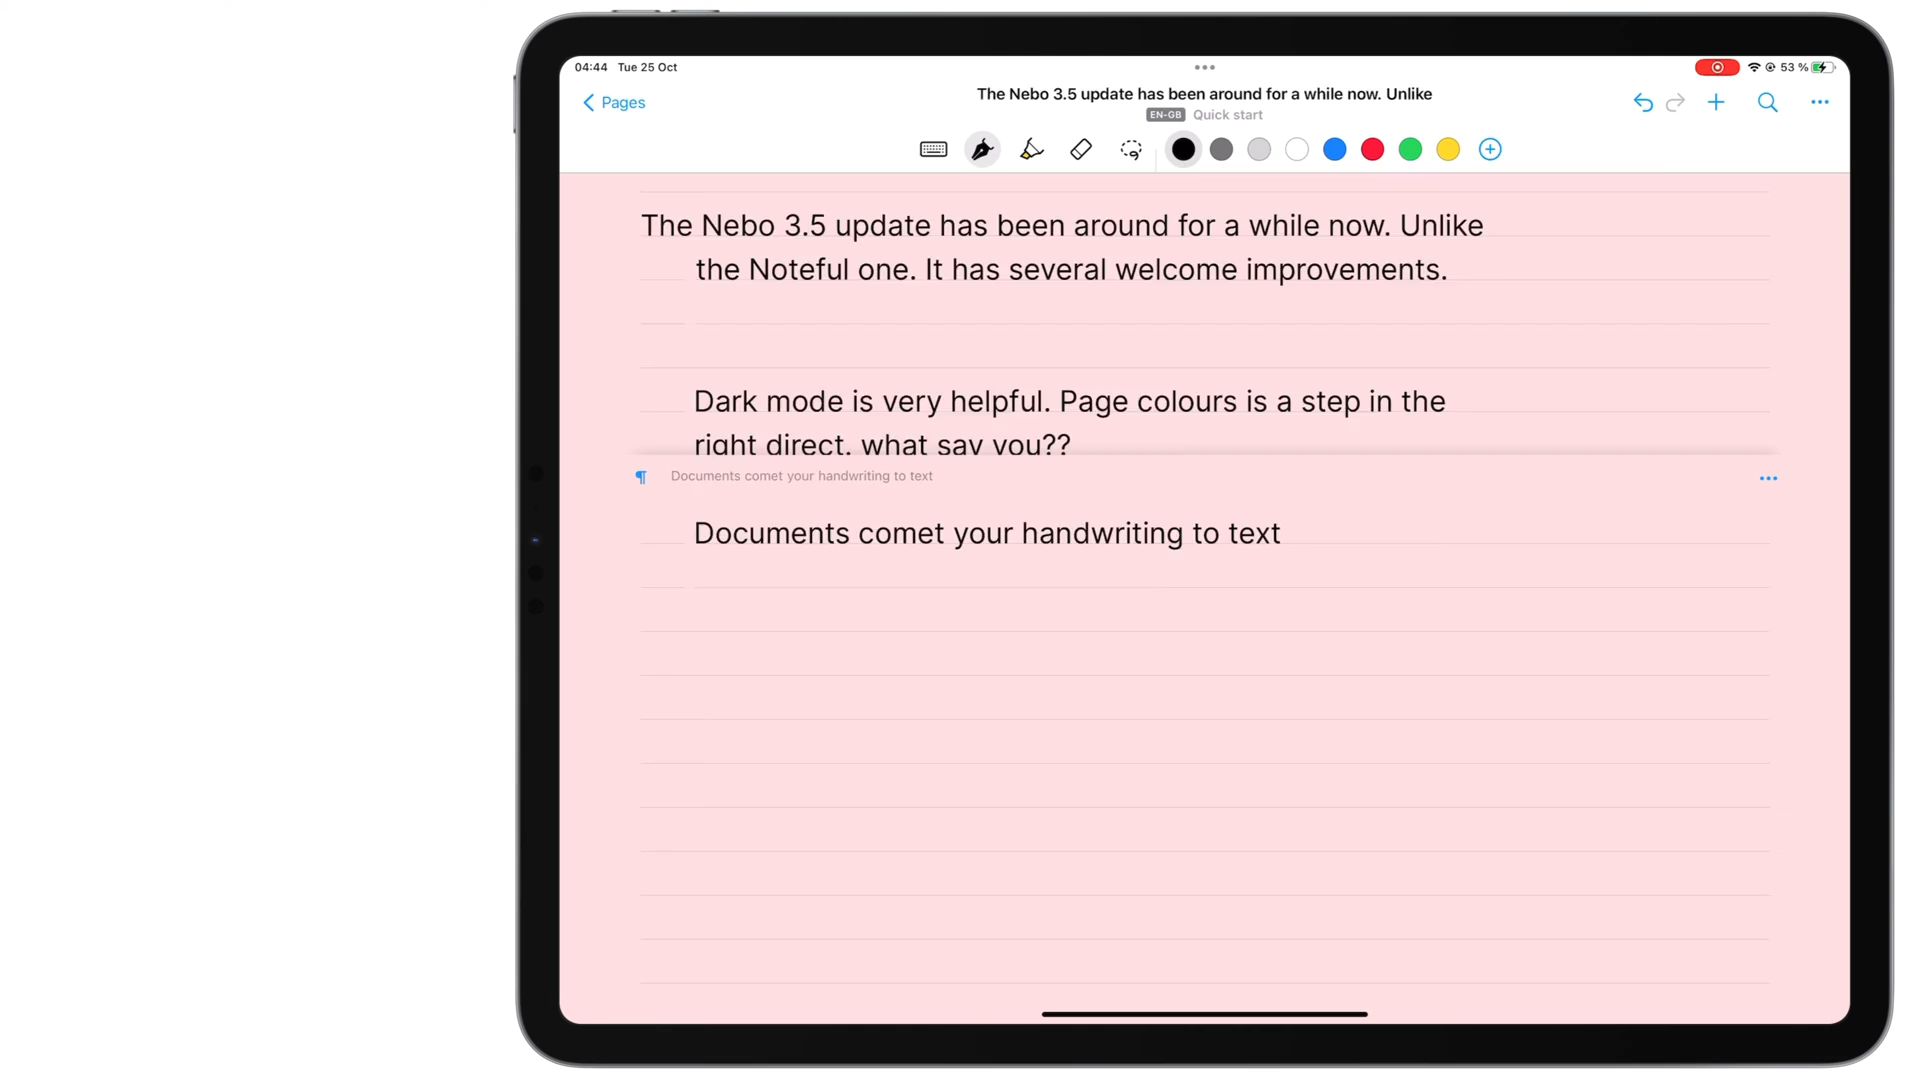 04:44 Tue 25 Oct
53 %
Pages
The Nebo 3.5 update has been around for a while now. Unlike
EN-GB Quick start
The Nebo 3.5 update has been around for a while now. Unlike
the Noteful one. It has several welcome improvements.
Dark mode is very helpful. Page colours is a step in the
right direct. what say you??
Documents comet your handwriting to text
Documents comet your handwriting to text